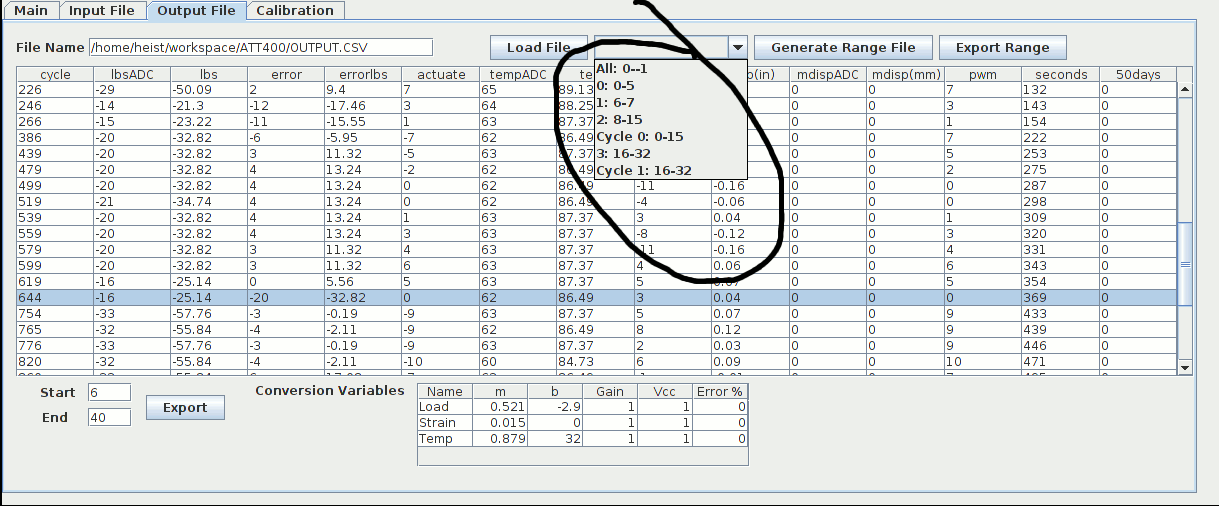 Main Input File Output File Calibration
File Name /home/heist/workspace/ATT400/OUTPUT.CSV Load File Generate Range File Export Range
cycle lbsADC lbs error errorlbs actuate tempADC te o(in) mdispADC mdisp(mm) pwm seconds 50days
All: 0--1
226 -29 -50.09 2 9.4 7 65 89.13 0 0 7 132 0
0: 0-5
246 -14 -21.3 -12 -17.46 3 64 88.25 0 0 3 143 0
1: 6-7
266 -15 -23.22 -11 -15.55 1 63 87.37 0 0 1 154 0
2: 8-15
386 -20 -32.82 -6 -5.95 -7 62 86.49 0 0 7 222 0
Cycle 0: 0-15
439 -20 -32.82 3 11.32 -5 63 87.37 0 0 5 253 0
3: 16-32
479 -20 -32.82 4 13.24 -2 62 86.49 0 0 2 275 0
Cycle 1: 16-32
499 -20 -32.82 4 13.24 0 62 86.49 -11 -0.16 0 0 0 287 0
519 -21 -34.74 4 13.24 0 62 86.49 -4 -0.06 0 0 0 298 0
539 -20 -32.82 4 13.24 1 63 87.37 3 0.04 0 0 1 309 0
559 -20 -32.82 4 13.24 3 63 87.37 -8 -0.12 0 0 3 320 0
579 -20 -32.82 3 11.32 4 63 87.37 -11 -0.16 0 0 4 331 0
599 -20 -32.82 3 11.32 6 63 87.37 4 0.06 0 0 6 343 0
619 -16 -25.14 0 5.56 5 63 87.37 5 0.07 0 0 5 354 0
644 -16 -25.14 -20 -32.82 0 62 86.49 3 0.04 0 0 0 369 0
754 -33 -57.76 -3 -0.19 -9 63 87.37 5 0.07 0 0 9 433 0
765 -32 -55.84 -4 -2.11 -9 62 86.49 8 0.12 0 0 9 439 0
776 -33 -57.76 -3 -0.19 -9 63 87.37 2 0.03 0 0 9 446 0
820 -32 -55.84 -4 -2.11 -10 60 84.73 6 0.09 0 0 10 471 0
Start 6
End 40
Export
Conversion Variables
Name m b Gain Vcc Error %
Load 0.521 -2.9 1 1 0
Strain 0.015 0 1 1 0
Temp 0.879 32 1 1 0